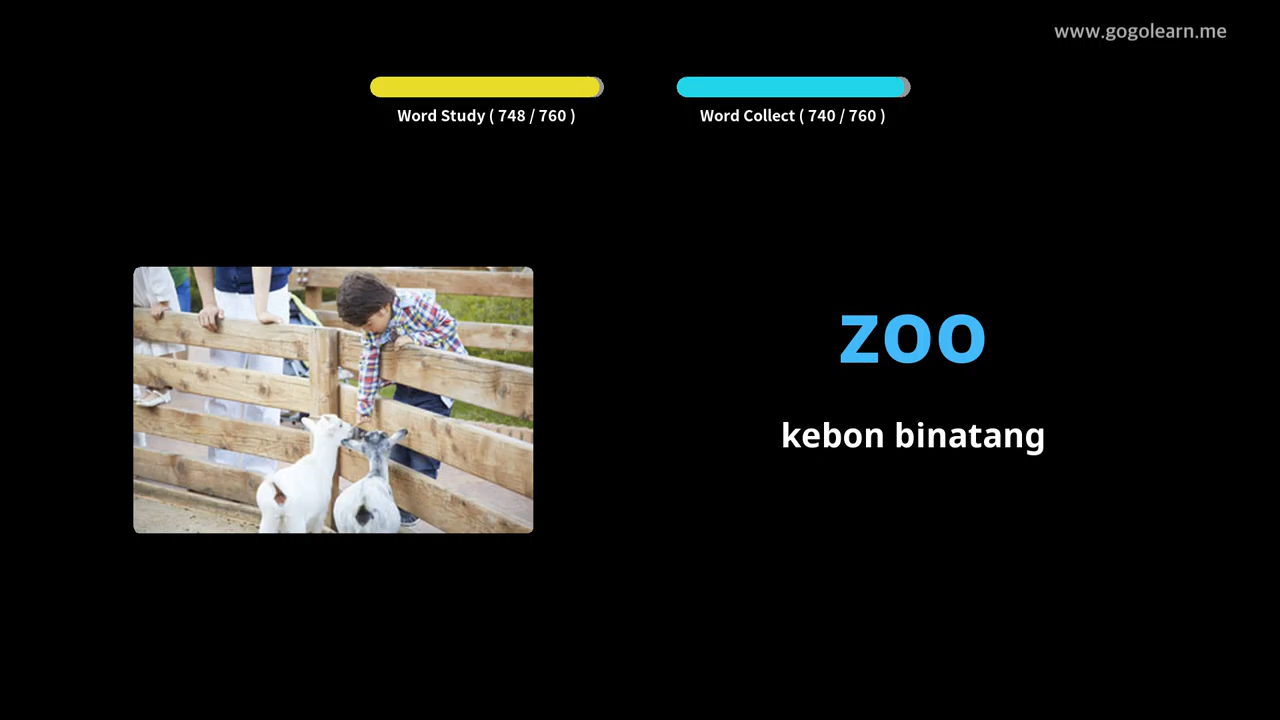 www.gogolearn.me
Word Study ( 748 / 760 )
Word Collect ( 740 / 760 )
zoo
kebon binatang